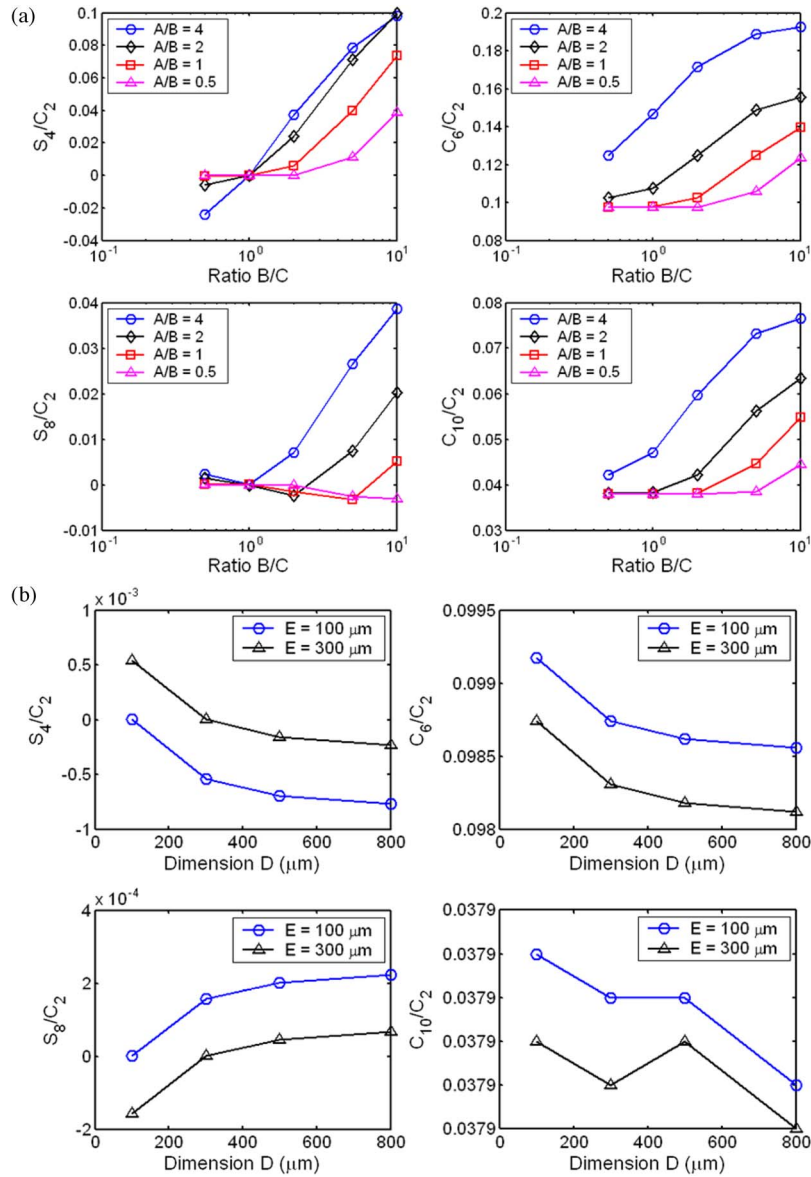 (a)
0.1
0.08
0.06
0.04
0.02
0
-0.02
-0.04
S4/C2
A/B = 4
A/B = 2
A/B = 1
A/B = 0.5
10-1
100
101
Ratio B/C
0.2
0.18
0.16
0.14
0.12
0.1
0.08
C6/C2
A/B = 4
A/B = 2
A/B = 1
A/B = 0.5
10-1
100
101
Ratio B/C
0.04
0.03
0.02
0.01
0
-0.01
S8/C2
A/B = 4
A/B = 2
A/B = 1
A/B = 0.5
10-1
100
101
Ratio B/C
0.08
0.07
0.06
0.05
0.04
0.03
C10/C2
A/B = 4
A/B = 2
A/B = 1
A/B = 0.5
10-1
100
101
Ratio B/C
(b)
x 10-3
1
0.5
0
-0.5
-1
S4/C2
E = 100 μm
E = 300 μm
0 200 400 600 800
Dimension D (μm)
0.0995
0.099
0.0985
0.098
C6/C2
E = 100 μm
E = 300 μm
0 200 400 600 800
Dimension D (μm)
x 10-4
4
2
0
-2
S8/C2
E = 100 μm
E = 300 μm
0 200 400 600 800
Dimension D (μm)
0.0379
0.0379
0.0379
0.0379
0.0379
0.0379
C10/C2
E = 100 μm
E = 300 μm
0 200 400 600 800
Dimension D (μm)